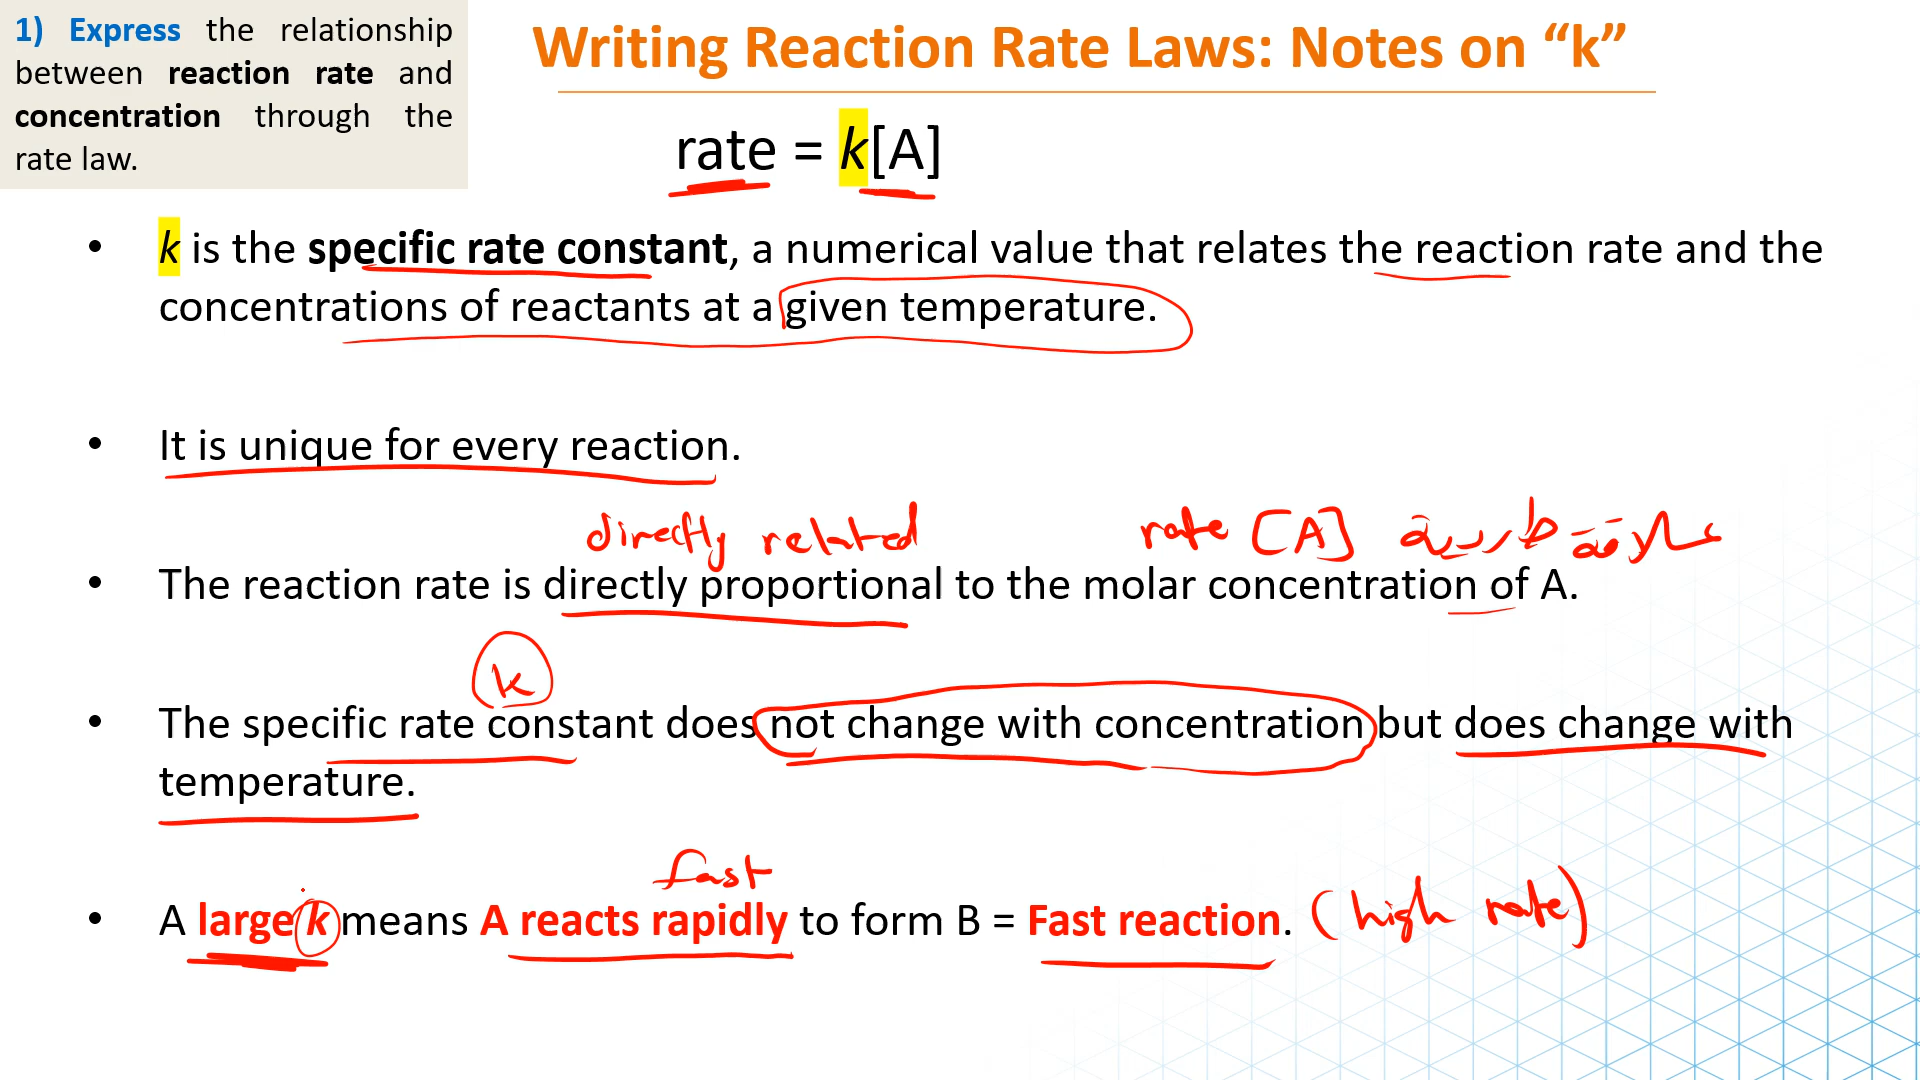 1) Express the relationship
between reaction rate and
concentration through the
rate law.
Writing Reaction Rate Laws: Notes on “k”
rate = k[A]
• k is the specific rate constant, a numerical value that relates the reaction rate and the
concentrations of reactants at a given temperature.
• It is unique for every reaction.
directly related
rate [A] علاقة طردية
• The reaction rate is directly proportional to the molar concentration of A.
k
• The specific rate constant does not change with concentration but does change with
temperature.
fast
• A large k means A reacts rapidly to form B = Fast reaction. (high rate)